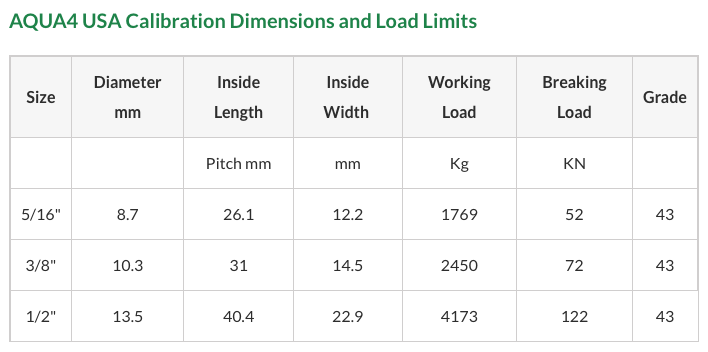 AQUA4 USA Calibration Dimensions and Load Limits
Size Diameter mm Inside Length Inside Width Working Load Breaking Load Grade
Pitch mm mm Kg KN
5/16" 8.7 26.1 12.2 1769 52 43
3/8" 10.3 31 14.5 2450 72 43
1/2" 13.5 40.4 22.9 4173 122 43